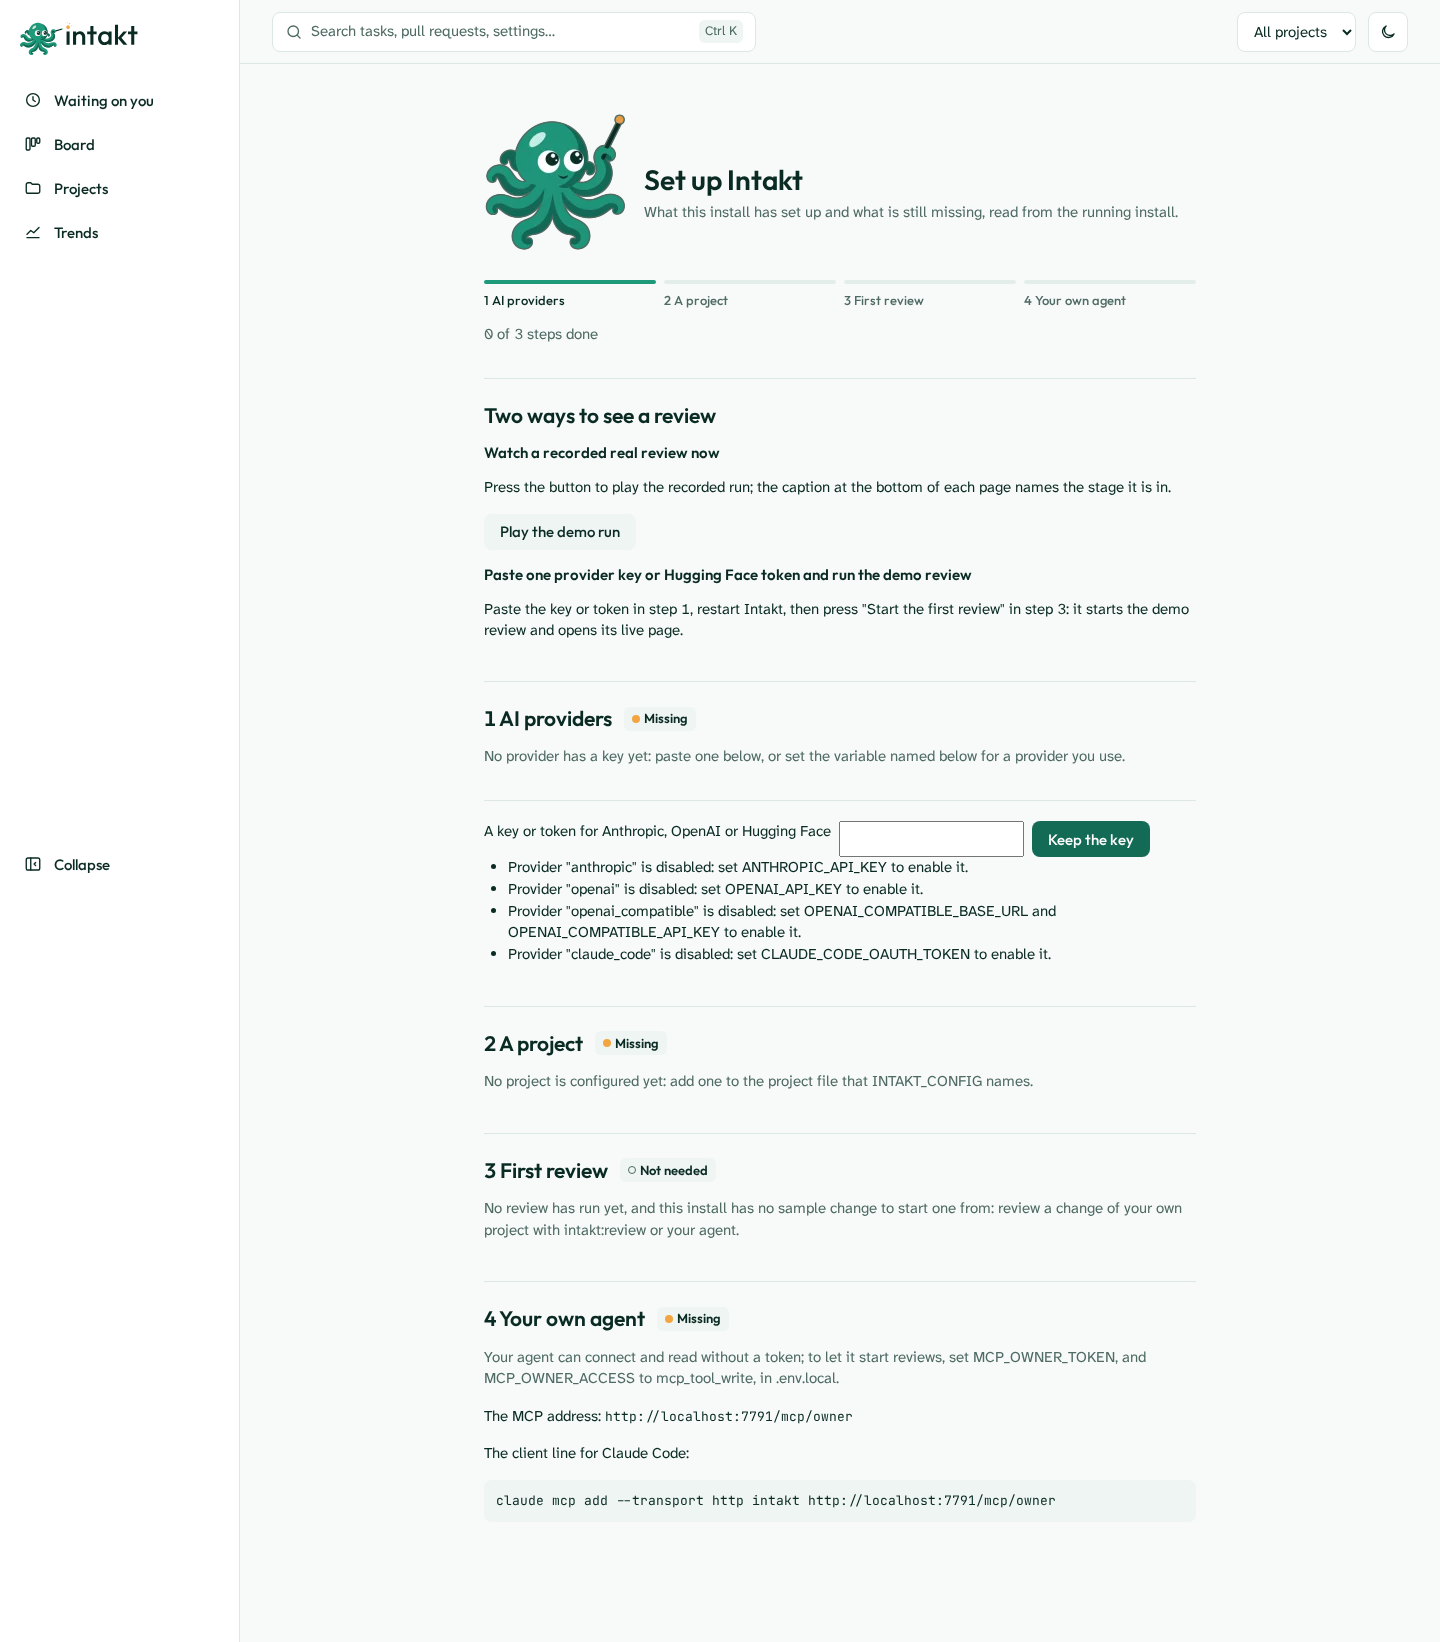 intakt
Search tasks, pull requests, settings...
Ctrl K
All projects
Waiting on you
Board
Projects
Trends
Collapse
Set up Intakt
What this install has set up and what is still missing, read from the running install.
1 AI providers
2 A project
3 First review
4 Your own agent
0 of 3 steps done
Two ways to see a review
Watch a recorded real review now
Press the button to play the recorded run; the caption at the bottom of each page names the stage it is in.
Play the demo run
Paste one provider key or Hugging Face token and run the demo review
Paste the key or token in step 1, restart Intakt, then press "Start the first review" in step 3: it starts the demo
review and opens its live page.
1 AI providers
Missing
No provider has a key yet: paste one below, or set the variable named below for a provider you use.
A key or token for Anthropic, OpenAI or Hugging Face
Keep the key
Provider "anthropic" is disabled: set ANTHROPIC_API_KEY to enable it.
Provider "openai" is disabled: set OPENAI_API_KEY to enable it.
Provider "openai_compatible" is disabled: set OPENAI_COMPATIBLE_BASE_URL and
OPENAI_COMPATIBLE_API_KEY to enable it.
Provider "claude_code" is disabled: set CLAUDE_CODE_OAUTH_TOKEN to enable it.
2 A project
Missing
No project is configured yet: add one to the project file that INTAKT_CONFIG names.
3 First review
Not needed
No review has run yet, and this install has no sample change to start one from: review a change of your own
project with intakt:review or your agent.
4 Your own agent
Missing
Your agent can connect and read without a token; to let it start reviews, set MCP_OWNER_TOKEN, and
MCP_OWNER_ACCESS to mcp_tool_write, in .env.local.
The MCP address: http://localhost:7791/mcp/owner
The client line for Claude Code:
claude mcp add --transport http intakt http://localhost:7791/mcp/owner